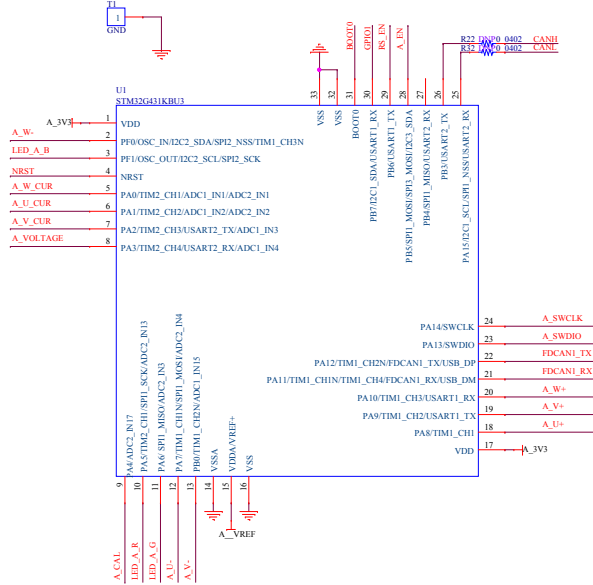 T1
1
GND
BOOT0
GPIO1
RS_EN
A_EN
R22 DNP0_0402 CANH
R32 DNP0_0402 CANL
U1
STM32G431KBU3
33
32
31
30
29
28
27
26
25
VSS
VSS
BOOT0
PB7/I2C1_SDA/USART1_RX
PB6/USART1_TX
PB5/SPI1_MOSI/SPI3_MOSI/I2C3_SDA
PB4/SPI1_MISO/USART2_RX
PB3/USART2_TX
PA15/I2C1_SCL/SPI1_NSS/USART2_RX
A_3V3 1 VDD
A_W- 2 PF0/OSC_IN/I2C2_SDA/SPI2_NSS/TIM1_CH3N
LED_A_B 3 PF1/OSC_OUT/I2C2_SCL/SPI2_SCK
NRST 4 NRST
A_W_CUR 5 PA0/TIM2_CH1/ADC1_IN1/ADC2_IN1
A_U_CUR 6 PA1/TIM2_CH2/ADC1_IN2/ADC2_IN2
A_V_CUR 7 PA2/TIM2_CH3/USART2_TX/ADC1_IN3
A_VOLTAGE 8 PA3/TIM2_CH4/USART2_RX/ADC1_IN4
PA14/SWCLK 24 A_SWCLK
PA13/SWDIO 23 A_SWDIO
PA12/TIM1_CH2N/FDCAN1_TX/USB_DP 22 FDCAN1_TX
PA11/TIM1_CH1N/TIM1_CH4/FDCAN1_RX/USB_DM 21 FDCAN1_RX
PA10/TIM1_CH3/USART1_RX 20 A_W+
PA9/TIM1_CH2/USART1_TX 19 A_V+
PA8/TIM1_CH1 18 A_U+
VDD 17 A_3V3
PA4/ADC2_IN17
PA5/TIM2_CH1/SPI1_SCK/ADC2_IN13
PA6/ SPI1_MISO/ADC2_IN3
PA7/TIM1_CH1N/SPI1_MOSI/ADC2_IN4
PB0/TIM1_CH2N/ADC1_IN15
VSSA
VDDA/VREF+
VSS
9
10
11
12
13
14
15
16
A_CAL
LED_A_R
LED_A_G
A_U-
A_V-
A__VREF